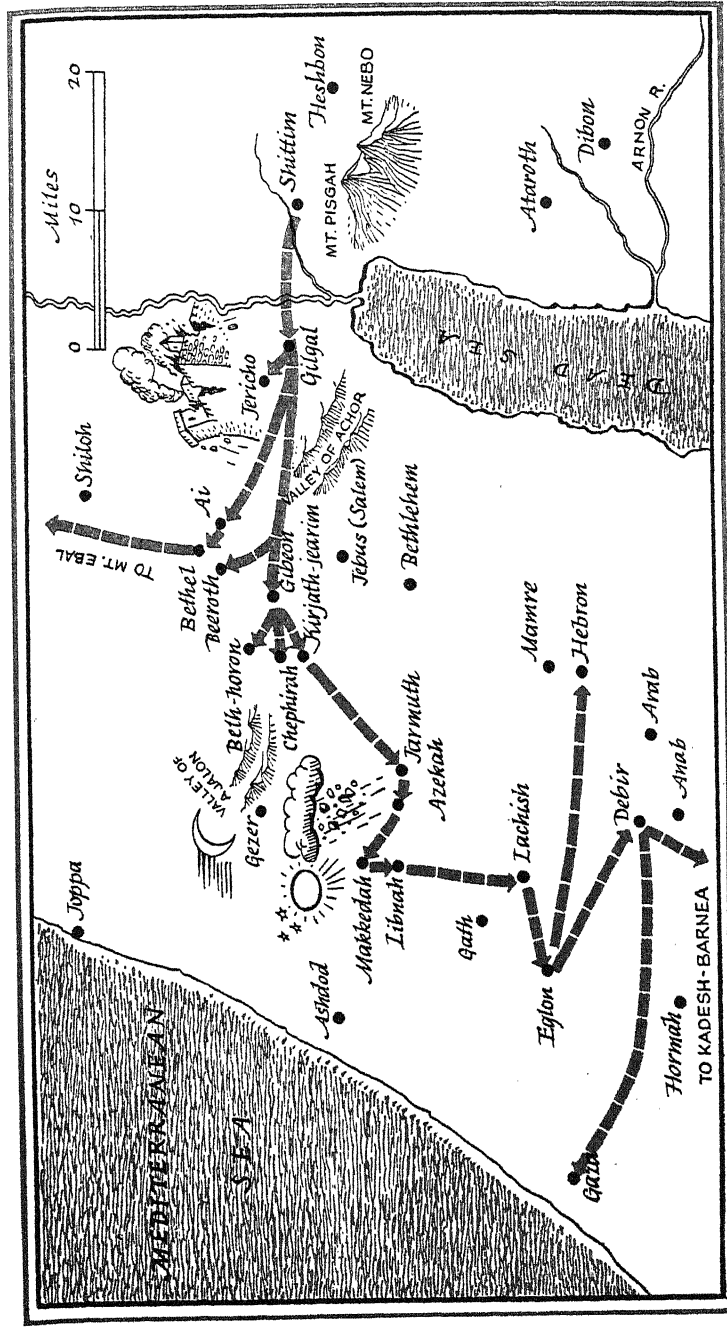 Joppa
TO MT. EBAL
Shiloh
Miles
0 10 20
MEDITERRANEAN
SEA
VALLEY OF
AJALON
Gezer
Beth-horon
Chephirah
Bethel
Beeroth
Ai
Gibeon
Kirjath-jearim
Jericho
Gilgal
VALLEY OF ACHOR
Shittim
Heshbon
MT. PISGAH
MT. NEBO
Jebus (Salem)
Bethlehem
Ashdod
Makkedah
Libnah
Jarmuth
Azekah
Gath
Lachish
Eglon
Mamre
Hebron
Debir
Arab
Anab
Gaza
Hormah
TO KADESH-BARNEA
DEAD SEA
Ataroth
Dibon
ARNON R.